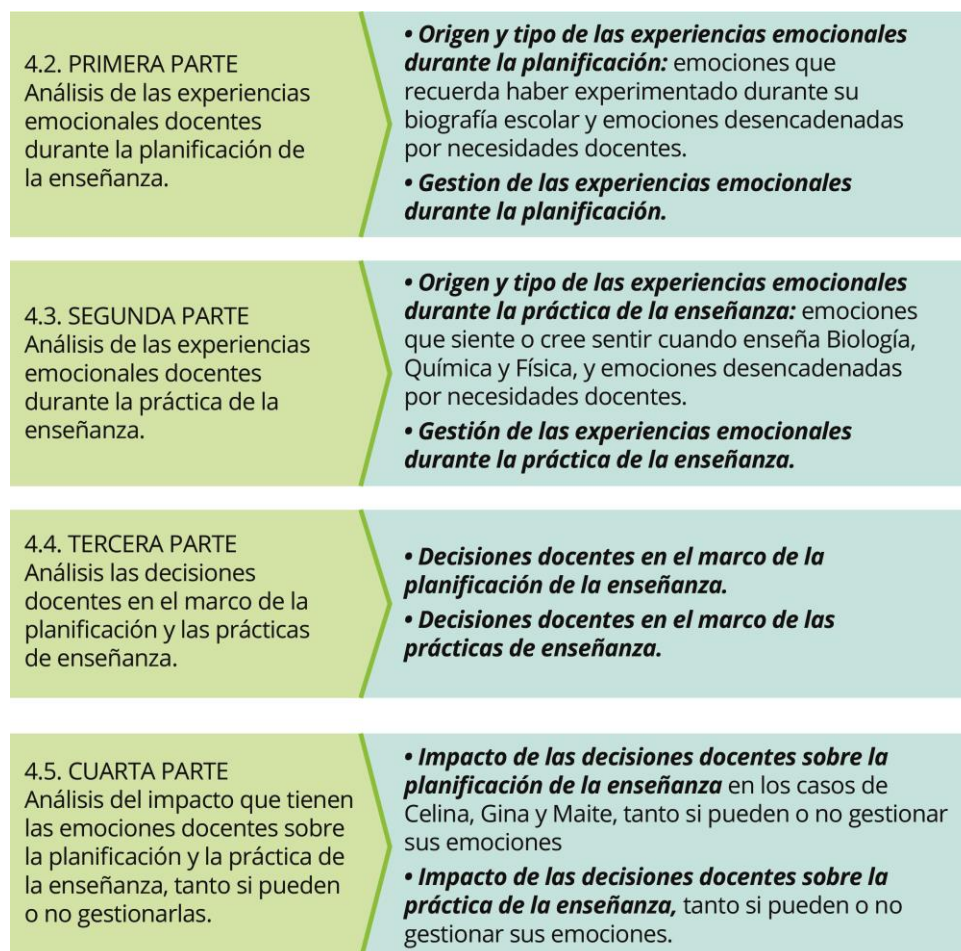 4.2. PRIMERA PARTE
Análisis de las experiencias
emocionales docentes
durante la planificación de
la enseñanza.
• Origen y tipo de las experiencias emocionales
durante la planificación: emociones que
recuerda haber experimentado durante su
biografía escolar y emociones desencadenadas
por necesidades docentes.
• Gestion de las experiencias emocionales
durante la planificación.
4.3. SEGUNDA PARTE
Análisis de las experiencias
emocionales docentes
durante la práctica de la
enseñanza.
• Origen y tipo de las experiencias emocionales
durante la práctica de la enseñanza: emociones
que siente o cree sentir cuando enseña Biología,
Química y Física, y emociones desencadenadas
por necesidades docentes.
• Gestión de las experiencias emocionales
durante la práctica de la enseñanza.
4.4. TERCERA PARTE
Análisis las decisiones
docentes en el marco de la
planificación y las prácticas
de enseñanza.
• Decisiones docentes en el marco de la
planificación de la enseñanza.
• Decisiones docentes en el marco de las
prácticas de enseñanza.
4.5. CUARTA PARTE
Análisis del impacto que tienen
las emociones docentes sobre
la planificación y la práctica de
la enseñanza, tanto si pueden
o no gestionarlas.
• Impacto de las decisiones docentes sobre la
planificación de la enseñanza en los casos de
Celina, Gina y Maite, tanto si pueden o no gestionar
sus emociones
• Impacto de las decisiones docentes sobre la
práctica de la enseñanza, tanto si pueden o no
gestionar sus emociones.